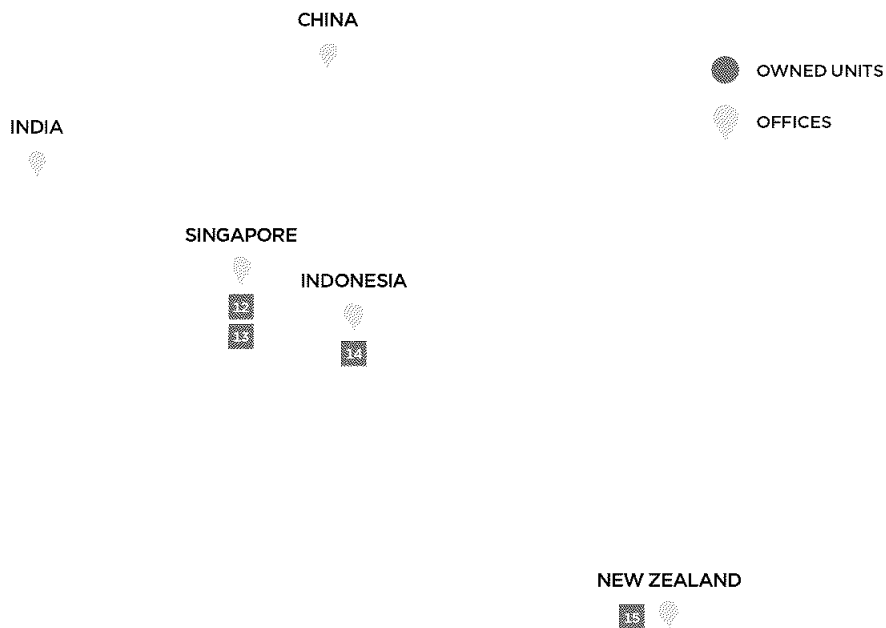 CHINA
OWNED UNITS
OFFICES
INDIA
SINGAPORE
INDONESIA
12
13
14
NEW ZEALAND
15